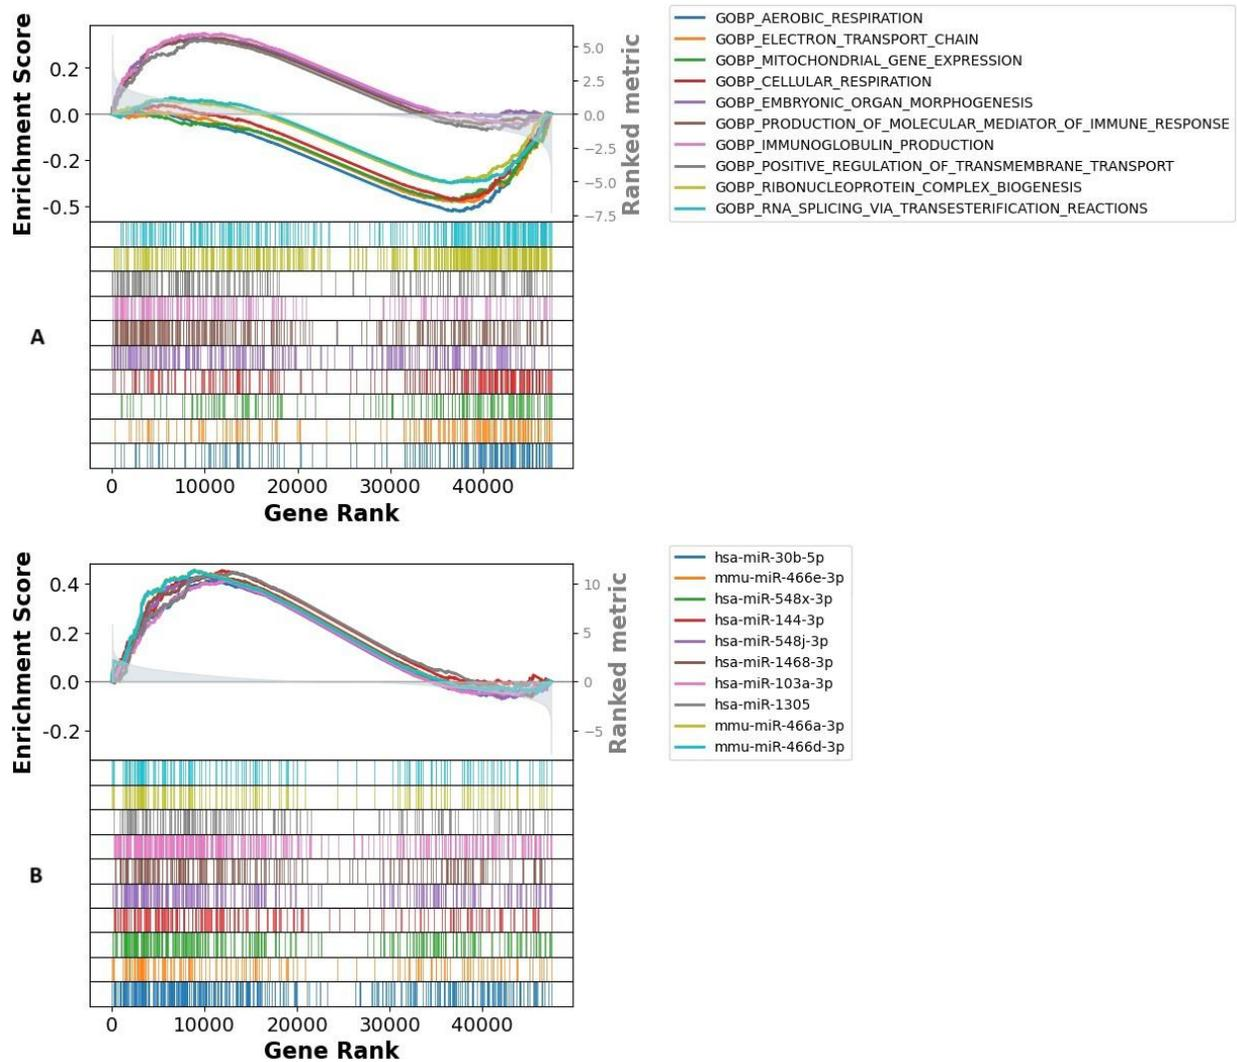 Enrichment Score
0.2
0.0
-0.2
-0.5
5.0
2.5
0.0
-2.5
-5.0
-7.5
Ranked metric
GOBP_AEROBIC_RESPIRATION
GOBP_ELECTRON_TRANSPORT_CHAIN
GOBP_MITOCHONDRIAL_GENE_EXPRESSION
GOBP_CELLULAR_RESPIRATION
GOBP_EMBRYONIC_ORGAN_MORPHOGENESIS
GOBP_PRODUCTION_OF_MOLECULAR_MEDIATOR_OF_IMMUNE_RESPONSE
GOBP_IMMUNOGLOBULIN_PRODUCTION
GOBP_POSITIVE_REGULATION_OF_TRANSMEMBRANE_TRANSPORT
GOBP_RIBONUCLEOPROTEIN_COMPLEX_BIOGENESIS
GOBP_RNA_SPLICING_VIA_TRANSESTERIFICATION_REACTIONS
A
0 10000 20000 30000 40000
Gene Rank
Enrichment Score
0.4
0.2
0.0
-0.2
10
5
0
−5
Ranked metric
hsa-miR-30b-5p
mmu-miR-466e-3p
hsa-miR-548x-3p
hsa-miR-144-3p
hsa-miR-548j-3p
hsa-miR-1468-3p
hsa-miR-103a-3p
hsa-miR-1305
mmu-miR-466a-3p
mmu-miR-466d-3p
B
0 10000 20000 30000 40000
Gene Rank